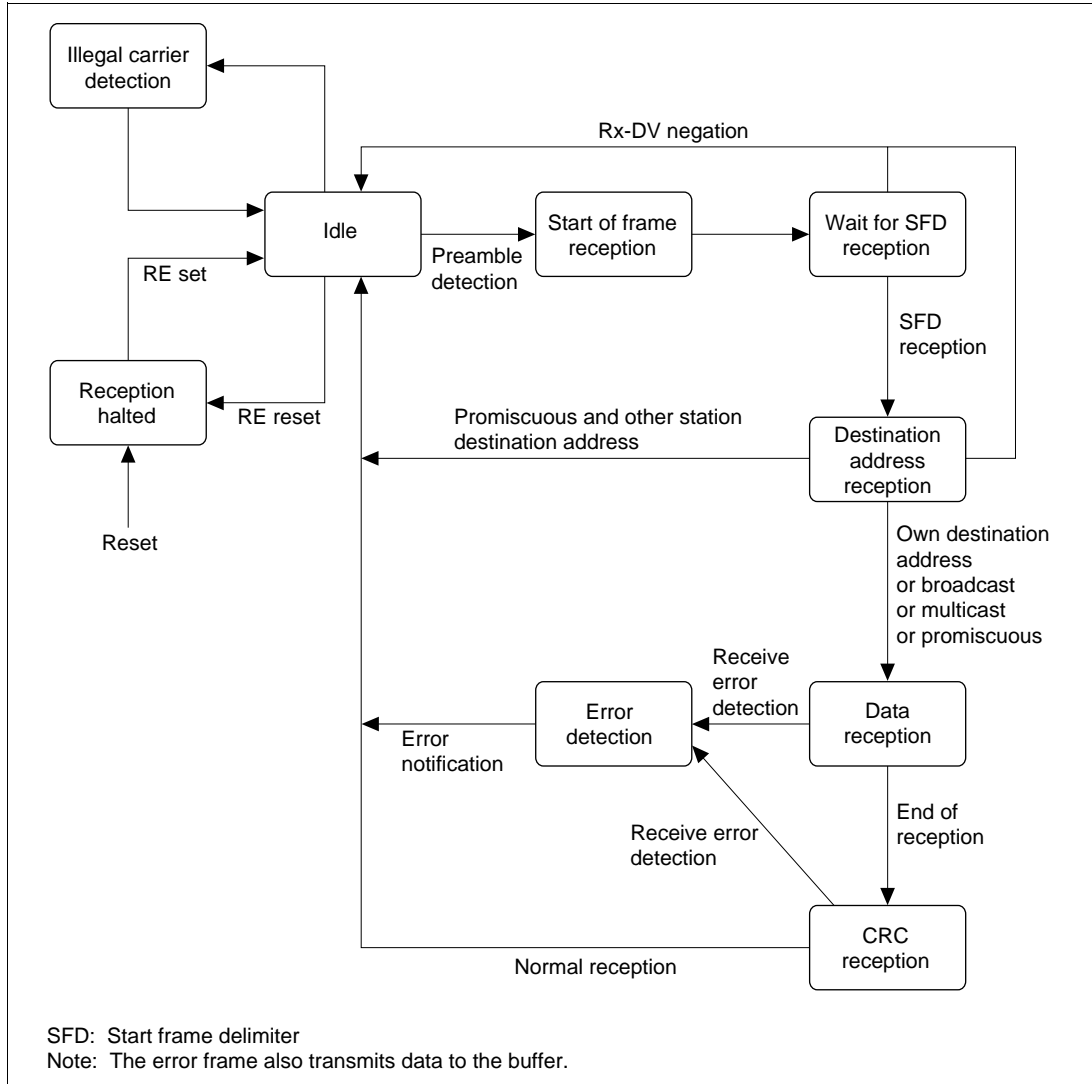 Illegal carrier
detection
Rx-DV negation
Idle
Start of frame
reception
Wait for SFD
reception
Preamble
detection
RE set
SFD
reception
Reception
halted
RE reset
Promiscuous and other station
destination address
Destination
address
reception
Reset
Own destination
address
or broadcast
or multicast
or promiscuous
Receive
error
detection
Error
detection
Data
reception
Error
notification
End of
reception
Receive error
detection
CRC
reception
Normal reception
SFD: Start frame delimiter
Note: The error frame also transmits data to the buffer.